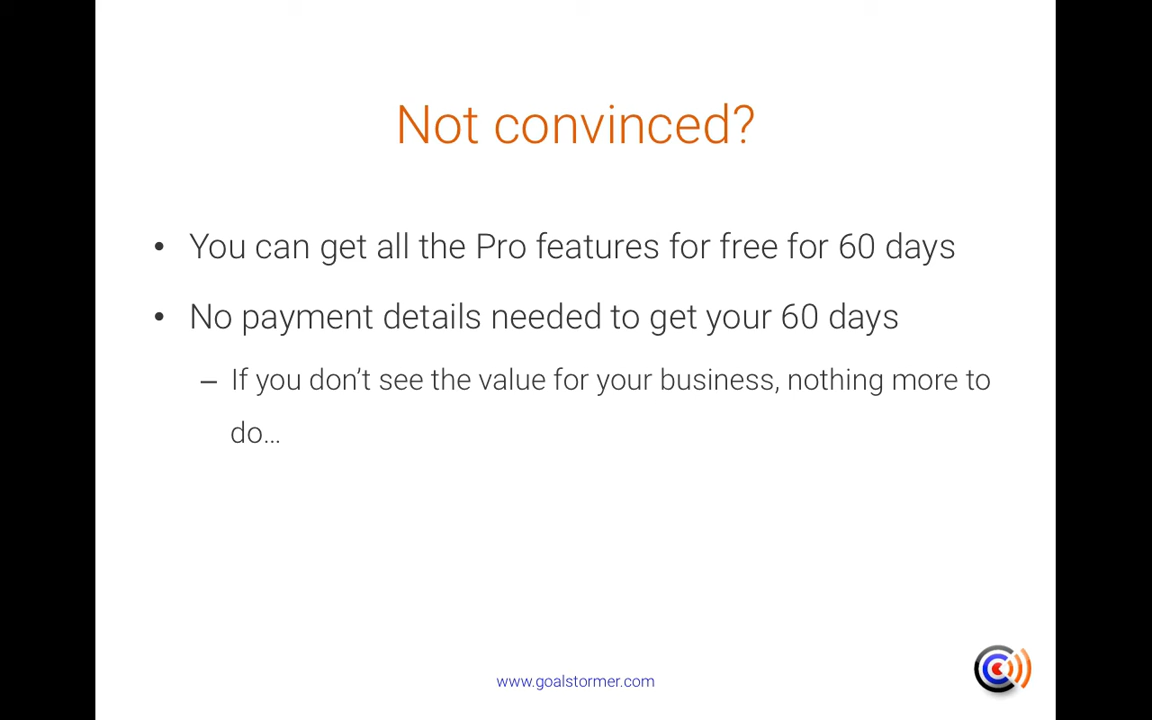 Not convinced?
• You can get all the Pro features for free for 60 days
• No payment details needed to get your 60 days
– If you don’t see the value for your business, nothing more to
do…
www.goalstormer.com